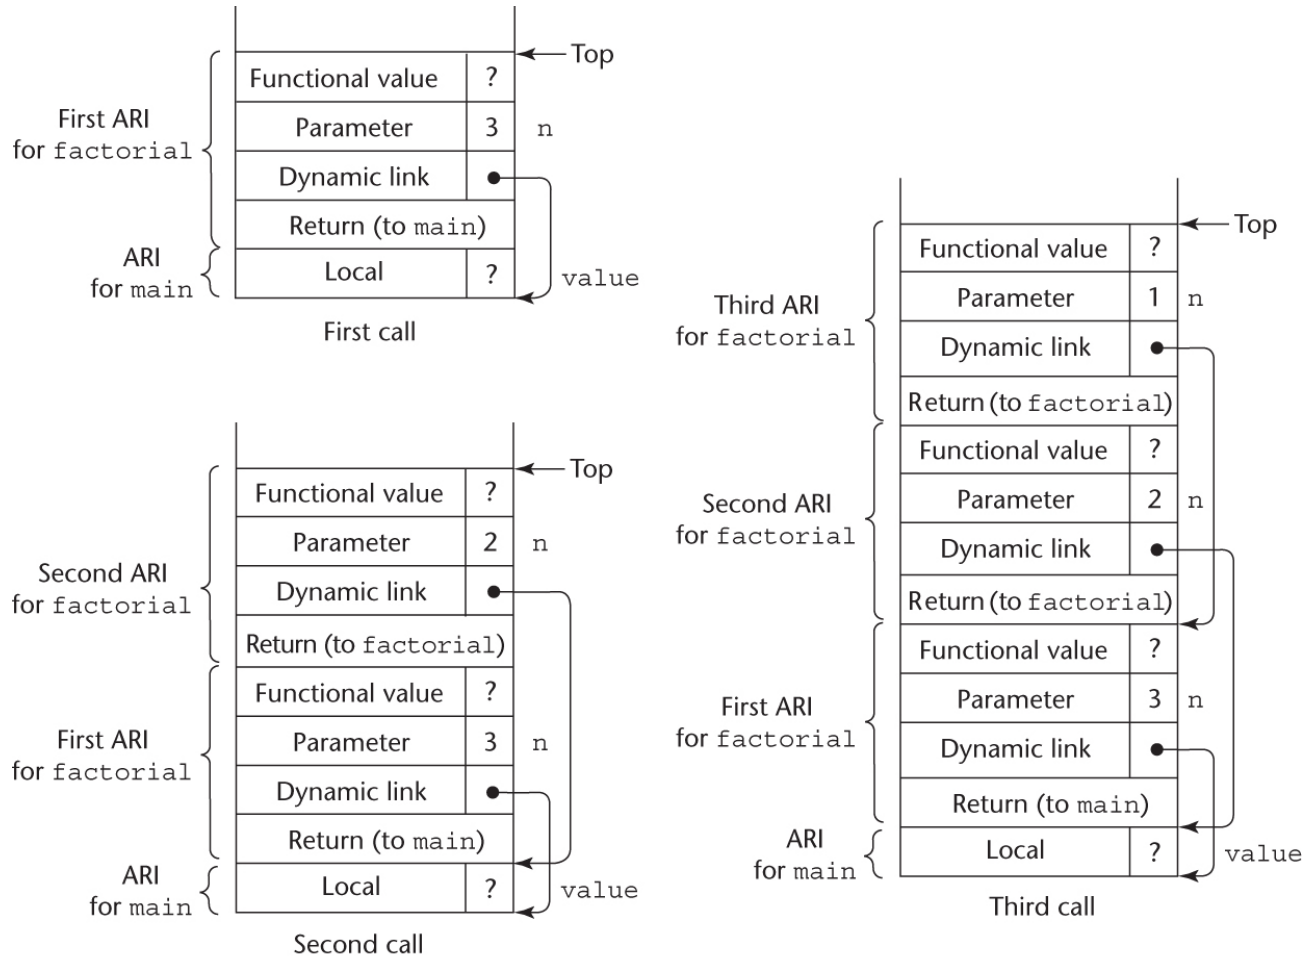 Top
Functional value ?
First ARI
for factorial
Parameter 3 n
Dynamic link
Return (to main)
ARI
for main
Local ? value
First call
Top
Functional value ?
Parameter 2 n
Second ARI
for factorial
Dynamic link
Return (to factorial)
Functional value ?
First ARI
for factorial
Parameter 3 n
Dynamic link
Return (to main)
ARI
for main
Local ? value
Second call
Top
Functional value ?
Third ARI
for factorial
Parameter 1 n
Dynamic link
Return (to factorial)
Functional value ?
Second ARI
for factorial
Parameter 2 n
Dynamic link
Return (to factorial)
Functional value ?
First ARI
for factorial
Parameter 3 n
Dynamic link
Return (to main)
ARI
for main
Local ? value
Third call